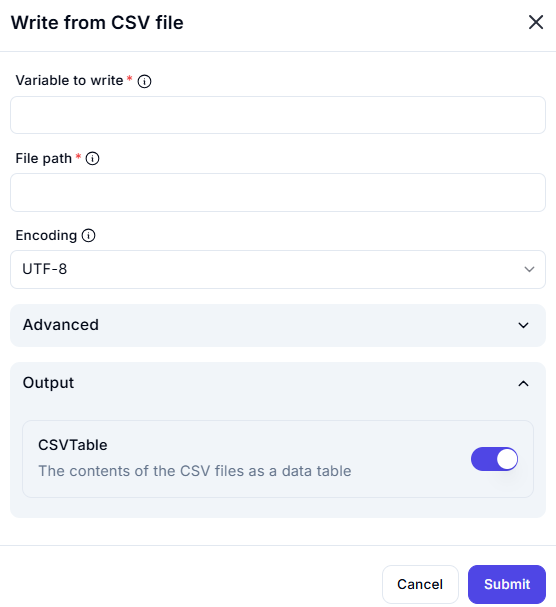 Write from CSV file
Variable to write *
File path *
Encoding
UTF-8
Advanced
Output
CSVTable
The contents of the CSV files as a data table
Cancel Submit